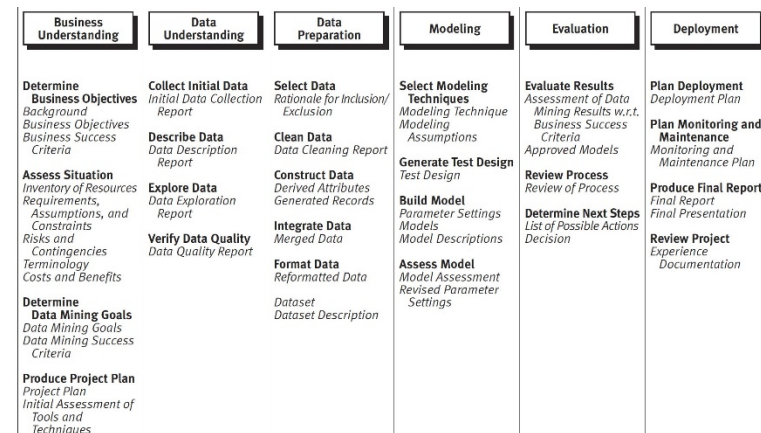 Business
Understanding
Data
Understanding
Data
Preparation
Modeling
Evaluation
Deployment
Determine
Business Objectives
Background
Business Objectives
Business Success
Criteria
Assess Situation
Inventory of Resources
Requirements,
Assumptions, and
Constraints
Risks and
Contingencies
Terminology
Costs and Benefits
Determine
Data Mining Goals
Data Mining Goals
Data Mining Success
Criteria
Produce Project Plan
Project Plan
Initial Assessment of
Tools and
Techniques
Collect Initial Data
Initial Data Collection
Report
Describe Data
Data Description
Report
Explore Data
Data Exploration
Report
Verify Data Quality
Data Quality Report
Select Data
Rationale for Inclusion/
Exclusion
Clean Data
Data Cleaning Report
Construct Data
Derived Attributes
Generated Records
Integrate Data
Merged Data
Format Data
Reformatted Data
Dataset
Dataset Description
Select Modeling
Techniques
Modeling Technique
Modeling
Assumptions
Generate Test Design
Test Design
Build Model
Parameter Settings
Models
Model Descriptions
Assess Model
Model Assessment
Revised Parameter
Settings
Evaluate Results
Assessment of Data
Mining Results w.r.t.
Business Success
Criteria
Approved Models
Review Process
Review of Process
Determine Next Steps
List of Possible Actions
Decision
Plan Deployment
Deployment Plan
Plan Monitoring and
Maintenance
Monitoring and
Maintenance Plan
Produce Final Report
Final Report
Final Presentation
Review Project
Experience
Documentation